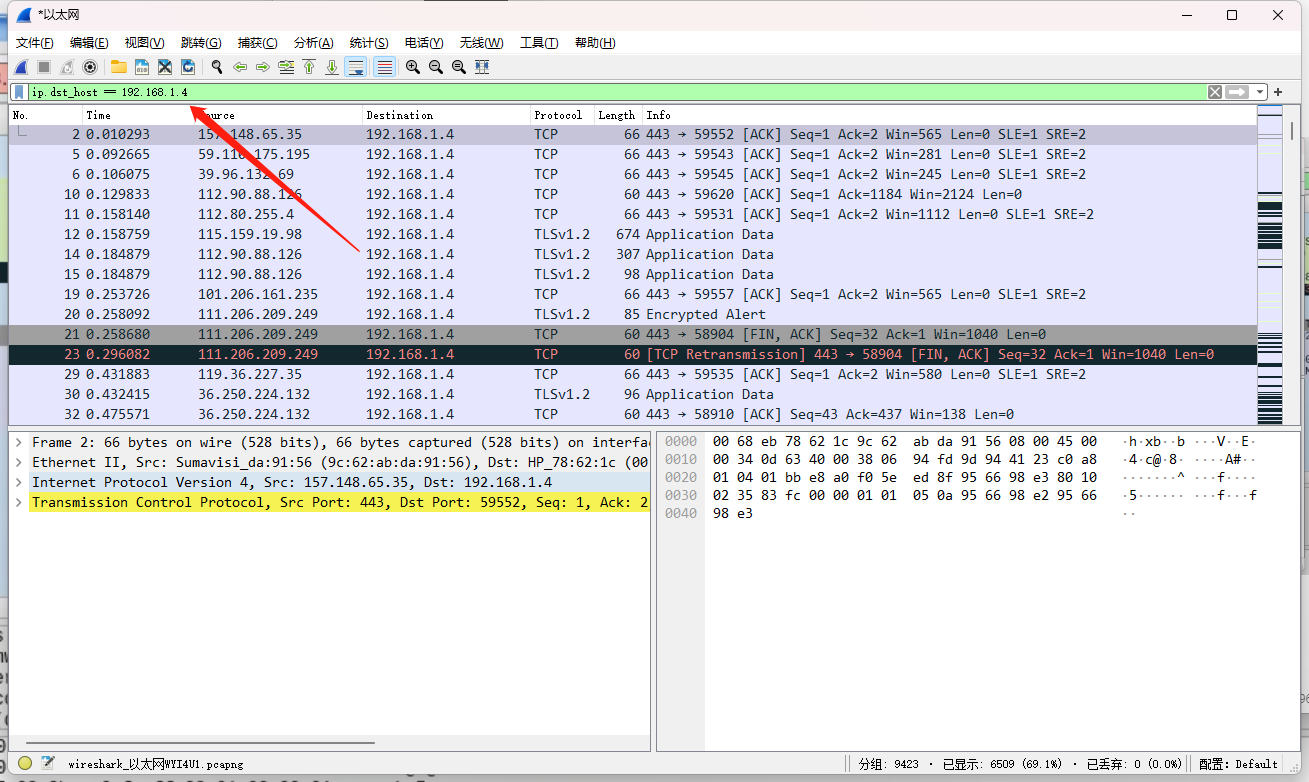 *以太网
文件(F) 编辑(E) 视图(V) 跳转(G) 捕获(C) 分析(A) 统计(S) 电话(Y) 无线(W) 工具(T) 帮助(H)
ip.dst_host == 192.168.1.4
No. Time Source Destination Protocol Length Info
2 0.010293 157.148.65.35 192.168.1.4 TCP 66 443 → 59552 [ACK] Seq=1 Ack=2 Win=565 Len=0 SLE=1 SRE=2
5 0.092665 59.110.175.195 192.168.1.4 TCP 66 443 → 59543 [ACK] Seq=1 Ack=2 Win=281 Len=0 SLE=1 SRE=2
6 0.106075 39.96.132.69 192.168.1.4 TCP 66 443 → 59545 [ACK] Seq=1 Ack=2 Win=245 Len=0 SLE=1 SRE=2
10 0.129833 112.90.88.126 192.168.1.4 TCP 60 443 → 59620 [ACK] Seq=1 Ack=1184 Win=2124 Len=0
11 0.158140 112.80.255.4 192.168.1.4 TCP 66 443 → 59531 [ACK] Seq=1 Ack=2 Win=1112 Len=0 SLE=1 SRE=2
12 0.158759 115.159.19.98 192.168.1.4 TLSv1.2 674 Application Data
14 0.184879 112.90.88.126 192.168.1.4 TLSv1.2 307 Application Data
15 0.184879 112.90.88.126 192.168.1.4 TLSv1.2 98 Application Data
19 0.253726 101.206.161.235 192.168.1.4 TCP 66 443 → 59557 [ACK] Seq=1 Ack=2 Win=565 Len=0 SLE=1 SRE=2
20 0.258092 111.206.209.249 192.168.1.4 TLSv1.2 85 Encrypted Alert
21 0.258680 111.206.209.249 192.168.1.4 TCP 60 443 → 58904 [FIN, ACK] Seq=32 Ack=1 Win=1040 Len=0
23 0.296082 111.206.209.249 192.168.1.4 TCP 60 [TCP Retransmission] 443 → 58904 [FIN, ACK] Seq=32 Ack=1 Win=1040 Len=0
29 0.431883 119.36.227.35 192.168.1.4 TCP 66 443 → 59535 [ACK] Seq=1 Ack=2 Win=580 Len=0 SLE=1 SRE=2
30 0.432415 36.250.224.132 192.168.1.4 TLSv1.2 96 Application Data
32 0.475571 36.250.224.132 192.168.1.4 TCP 60 443 → 58910 [ACK] Seq=43 Ack=437 Win=138 Len=0
Frame 2: 66 bytes on wire (528 bits), 66 bytes captured (528 bits) on interfa
Ethernet II, Src: Sumavisi_da:91:56 (9c:62:ab:da:91:56), Dst: HP_78:62:1c (00
Internet Protocol Version 4, Src: 157.148.65.35, Dst: 192.168.1.4
Transmission Control Protocol, Src Port: 443, Dst Port: 59552, Seq: 1, Ack: 2
0000 00 68 eb 78 62 1c 9c 62 ab da 91 56 08 00 45 00 ·h·xb··b ···V··E·
0010 00 34 0d 63 40 00 38 06 94 fd 9d 94 41 23 c0 a8 ·4·c@·8· ····A#··
0020 01 04 01 bb e8 a0 f0 5e ed 8f 95 66 98 e3 80 10 ·······^ ···f····
0030 02 35 83 fc 00 00 01 01 05 0a 95 66 98 e2 95 66 ·5······ ···f···f
0040 98 e3 ··
wireshark_以太网WYI4U1.pcapng 分组: 9423 · 已显示: 6509 (69.1%) · 已丢弃: 0 (0.0%) 配置: Default